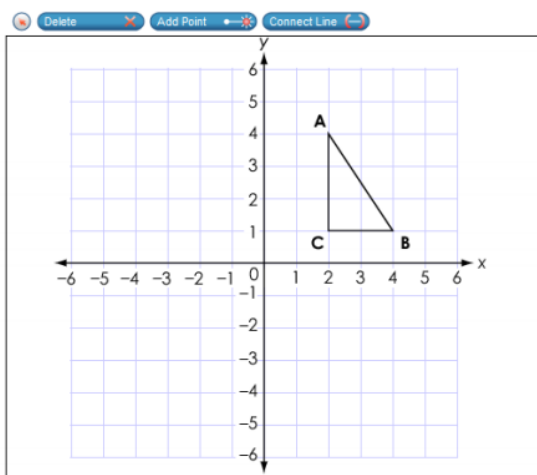 Delete Add Point Connect Line
y
6
5
4
A
3
2
1
C B
x
–6 –5 –4 –3 –2 –1 0 1 2 3 4 5 6
–1
–2
–3
–4
–5
–6